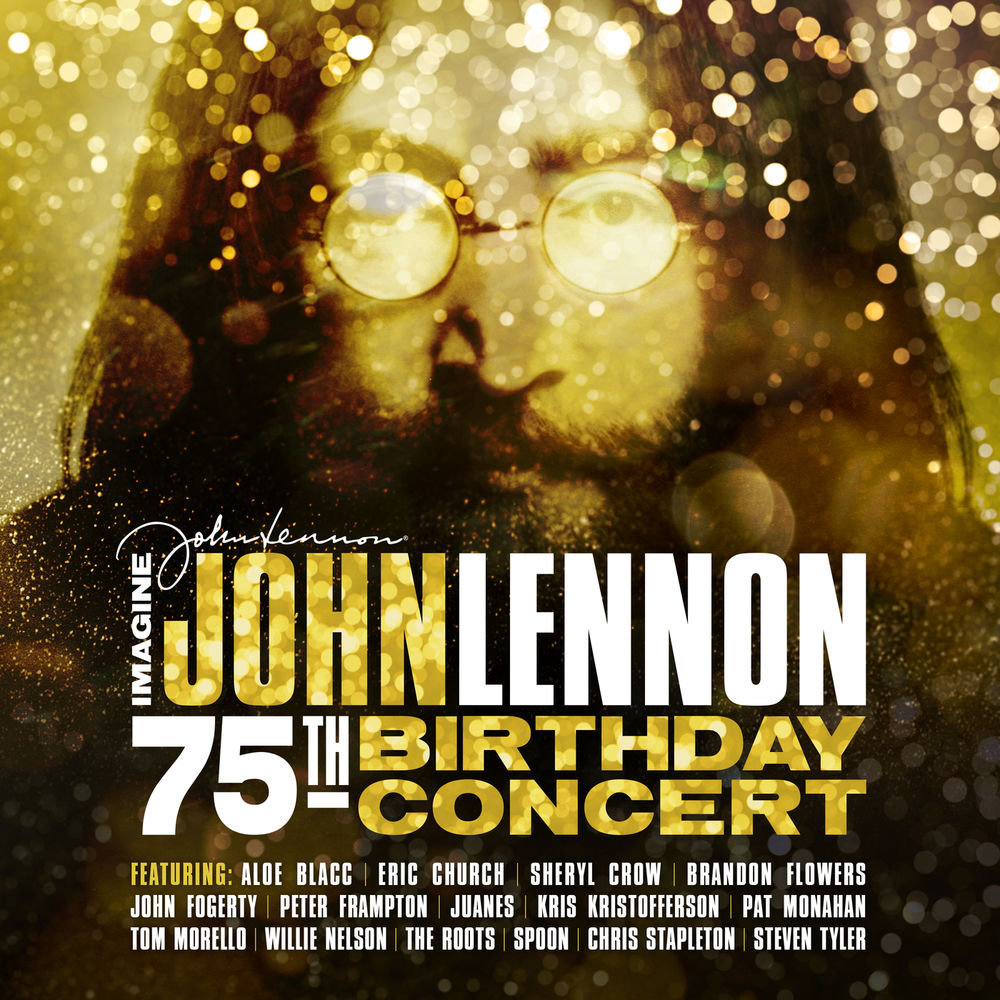 John Lennon®
IMAGINE
JOHN LENNON
75TH BIRTHDAY
CONCERT
FEATURING: ALOE BLACC | ERIC CHURCH | SHERYL CROW | BRANDON FLOWERS
JOHN FOGERTY | PETER FRAMPTON | JUANES | KRIS KRISTOFFERSON | PAT MONAHAN
TOM MORELLO | WILLIE NELSON | THE ROOTS | SPOON | CHRIS STAPLETON | STEVEN TYLER